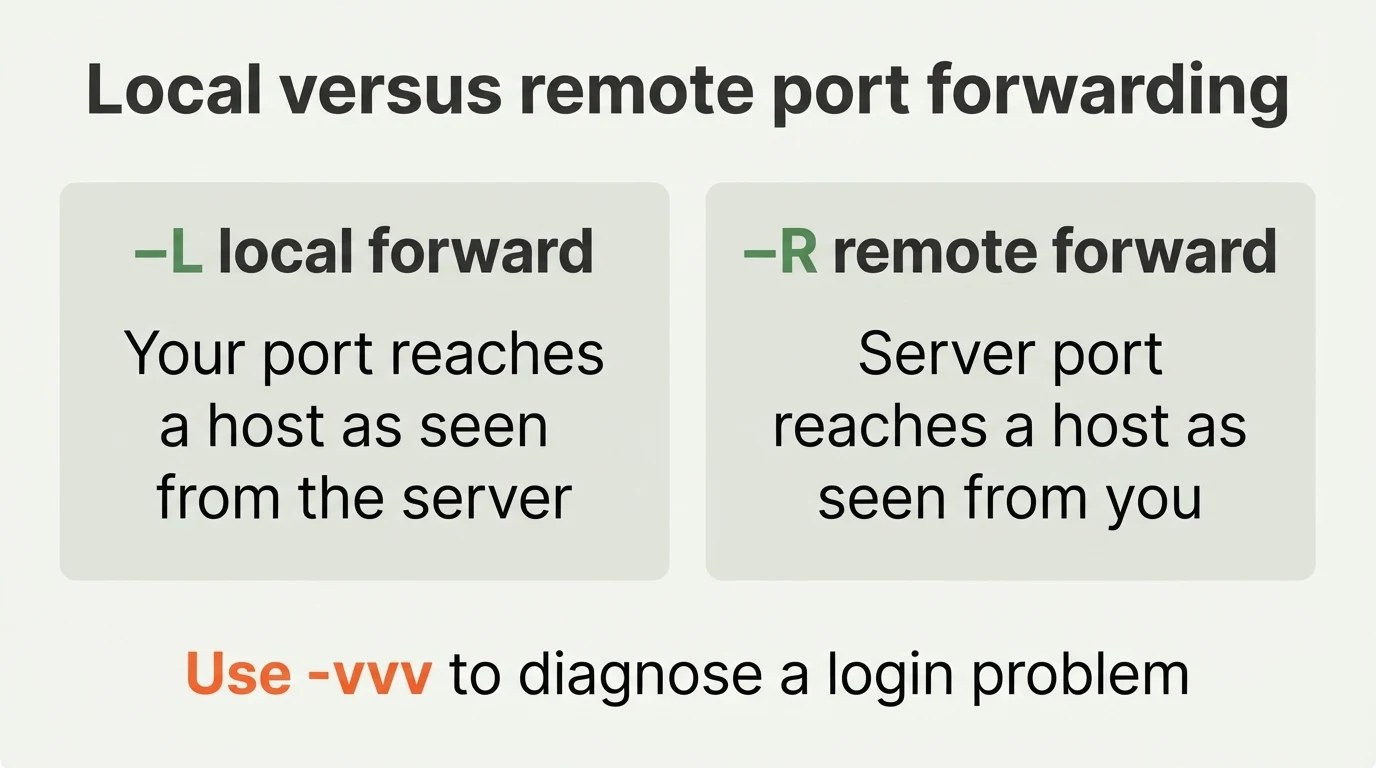 Local versus remote port forwarding
–L local forward
Your port reaches
a host as seen
from the server
–R remote forward
Server port
reaches a host as
seen from you
Use -vvv to diagnose a login problem